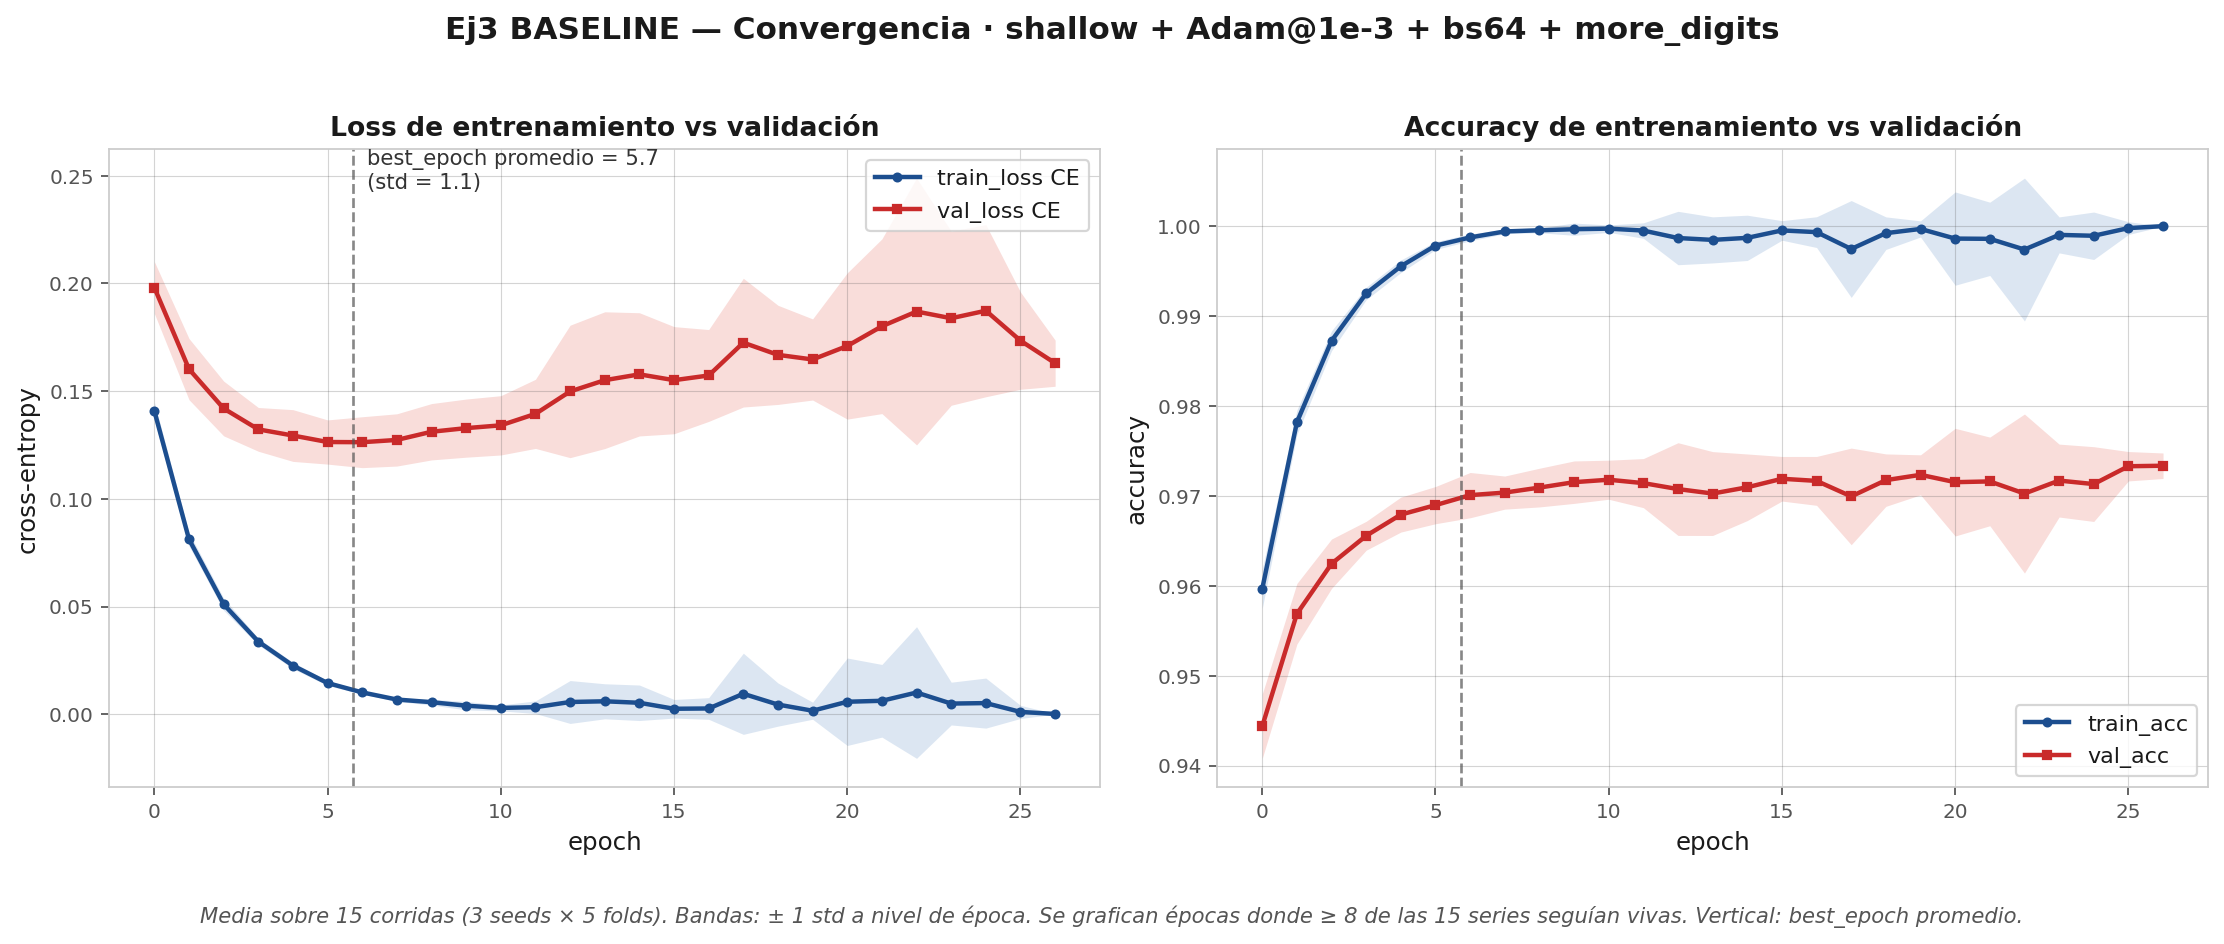 Ej3 BASELINE — Convergencia · shallow + Adam@1e-3 + bs64 + more_digits
Loss de entrenamiento vs validación
best_epoch promedio = 5.7
(std = 1.1)
train_loss CE
val_loss CE
0.25
0.20
0.15
0.10
0.05
0.00
cross-entropy
0
5
10
15
20
25
epoch
Accuracy de entrenamiento vs validación
1.00
0.99
0.98
0.97
0.96
0.95
0.94
accuracy
train_acc
val_acc
0
5
10
15
20
25
epoch
Media sobre 15 corridas (3 seeds × 5 folds). Bandas: ± 1 std a nivel de época. Se grafican épocas donde ≥ 8 de las 15 series seguían vivas. Vertical: best_epoch promedio.